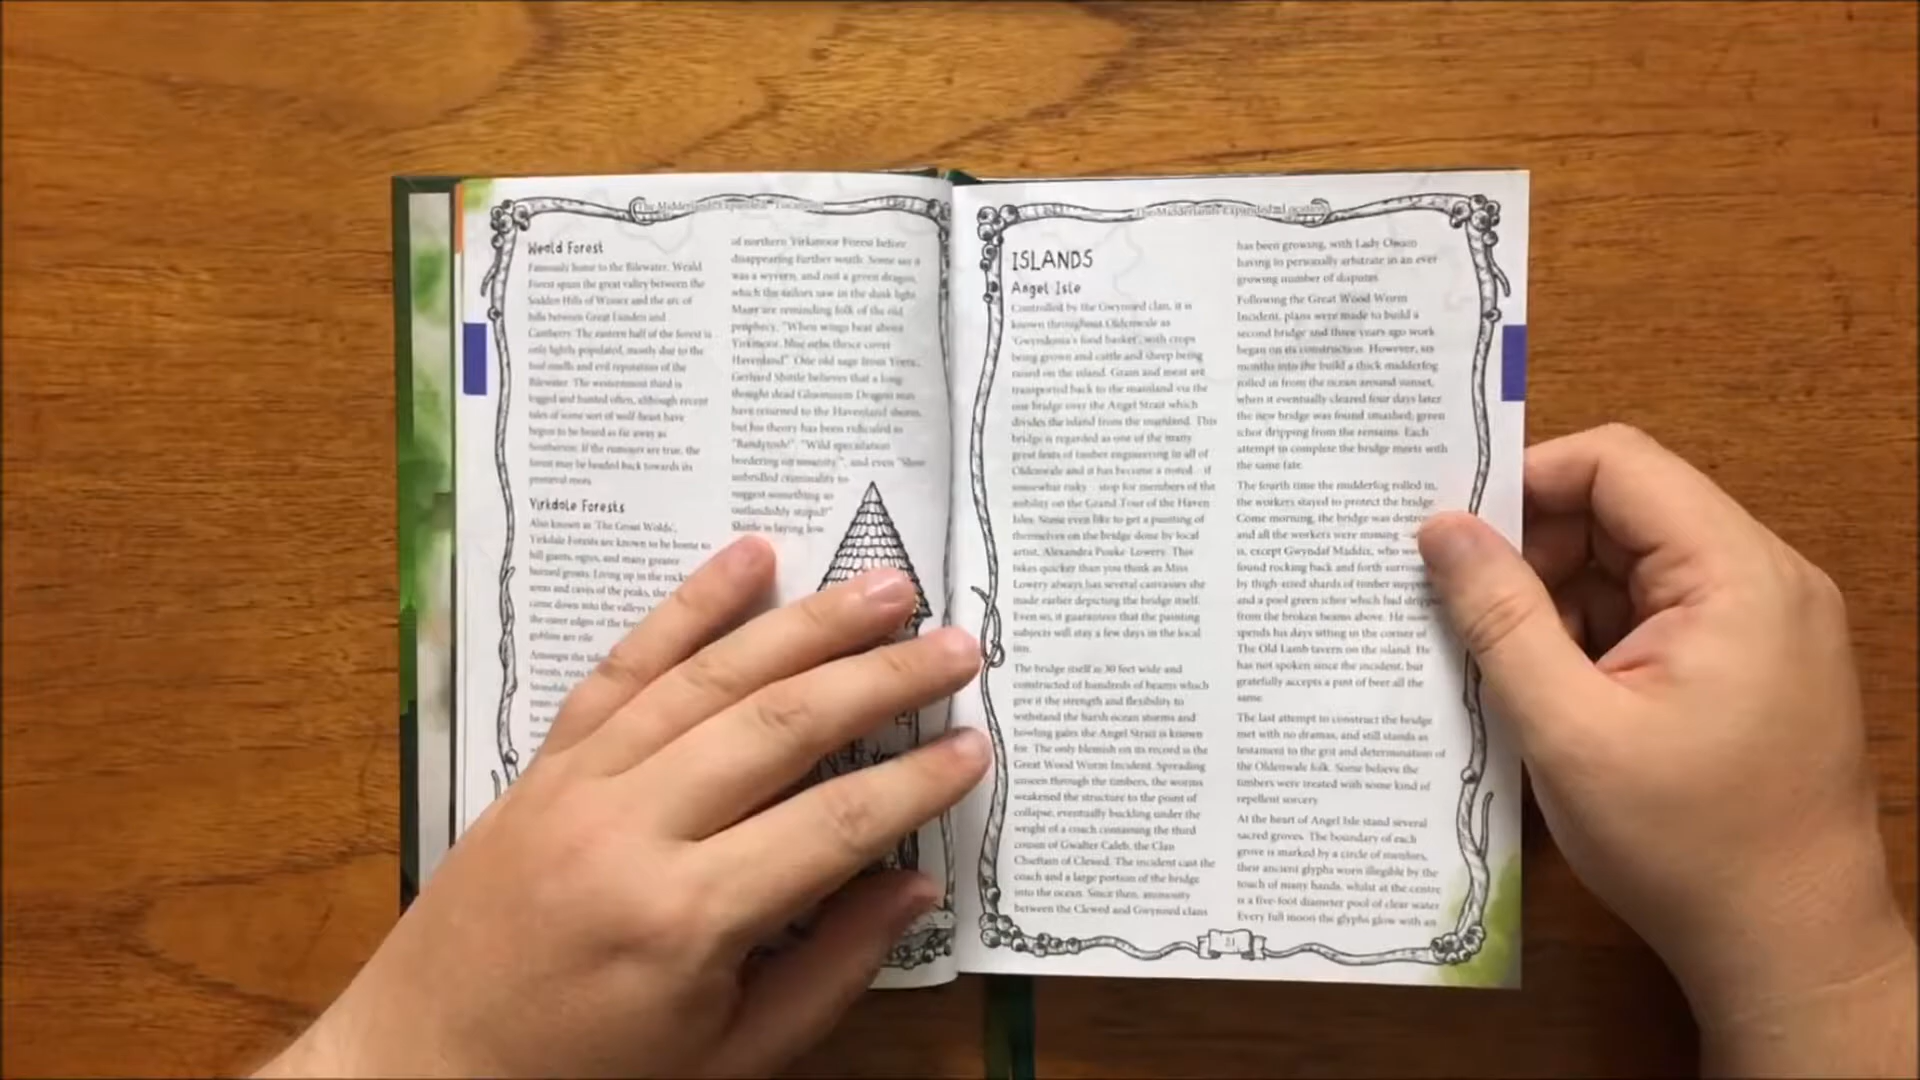 The Midderlands Expanded - Locations
Weald Forest
Famously home to the Bilewater, Weald
Forest spans the great valley between the
Sodden Hills of Wessex and the arc of
hills between Great Lunden and
Cantberry. The eastern half of the forest is
only lightly populated, mostly due to the
bad smells and evil reputation of the
Bilewater. The westernmost third is
logged and hunted often, although recent
tales of some sort of wolf-beast have
begun to be heard as far away as
If the rumours are true, the
forest may be headed back towards its
primeval roots.
Virkdale Forests
Also known as 'The Great Wolds',
Virkdale Forests are known to be home to
hill giants, ogres, and many greater
horned goats. Living up in the
areas and caves of the peaks, the
come down into the valleys
the outer edges of the
goblins are rife.
Amongst the
Forests, rests
of northern Virkmoor Forest before
disappearing further north. Some say it
was a wyvern, and not a green dragon,
which the sailors saw in the dusk light.
Many are reminding folk of the old
prophecy, "When wings beat above
Virkmoor, blue orbs thrice cover
Havenland". One old sage from
Gerhard Shittle believes that a long
thought dead Gloomium Dragon may
have returned to the Havenland shores,
but his theory has been ridiculed as
"Bandytosh!", "Wild speculation
bordering on insanity", and even "Show
unbridled criminality to
suggest something so
outlandishly stupid!"
Shittle is laying low
The Midderlands Expanded - Locations
ISLANDS
Angel Isle
Controlled by the Gwynned clan, it is
known throughout Oldenwale as
'Gwyndonia's food basket', with crops
being grown and cattle and sheep being
raised on the island. Grain and meat are
transported back to the mainland via the
one bridge over the Angel Strait which
divides the island from the mainland. This
bridge is regarded as one of the many
great feats of timber engineering in all of
Oldenwale and it has become a noted - if
somewhat risky - stop for members of the
nobility on the Grand Tour of the Haven
Isles. Some even like to get a painting of
themselves on the bridge done by local
artist, Alexandra Pouke-Lowery. This
takes quicker than you think as Miss
Lowery always has several canvasses she
made earlier depicting the bridge itself.
Even so, it guarantees that the painting
subjects will stay a few days in the local
inn.
The bridge itself is 30 feet wide and
constructed of hundreds of beams which
give it the strength and flexibility to
withstand the harsh ocean storms and
howling gales the Angel Strait is known
for. The only blemish on its record is the
Great Wood Worm Incident. Spreading
unseen through the timbers, the worms
weakened the structure to the point of
collapse, eventually buckling under the
weight of a coach containing the third
cousin of Gwalter Caleb, the Clan
Chieftain of Clewed. The incident cast the
coach and a large portion of the bridge
into the ocean. Since then, animosity
between the Clewed and Gwynned clans
has been growing, with Lady Owain
having to personally arbitrate in an ever
growing number of disputes.
Following the Great Wood Worm
Incident, plans were made to build a
second bridge and three years ago work
began on its construction. However, six
months into the build a thick midderfog
rolled in from the ocean around sunset,
when it eventually cleared four days later
the new bridge was found smashed; green
ichor dripping from the remains. Each
attempt to complete the bridge meets with
the same fate.
The fourth time the midderfog rolled in,
the workers stayed to protect the bridge.
Come morning, the bridge was
and all the workers were missing
is, except Gwyndaf Maddix, who
found rocking back and forth
by thigh-sized shards of timber
and a pool green ichor which had
from the broken beams above. He
spends his days sitting in the corner of
The Old Lamb tavern on the island. He
has not spoken since the incident, but
gratefully accepts a pint of beer all the
same.
The last attempt to construct the bridge
met with no dramas, and still stands as
testament to the grit and determination of
the Oldenwale folk. Some believe the
timbers were treated with some kind of
repellent sorcery.
At the heart of Angel Isle stand several
sacred groves. The boundary of each
grove is marked by a circle of menhirs,
their ancient glyphs worn illegible by the
touch of many hands, whilst at the centre
is a five-foot diameter pool of clear water.
Every full moon the glyphs glow with an
21